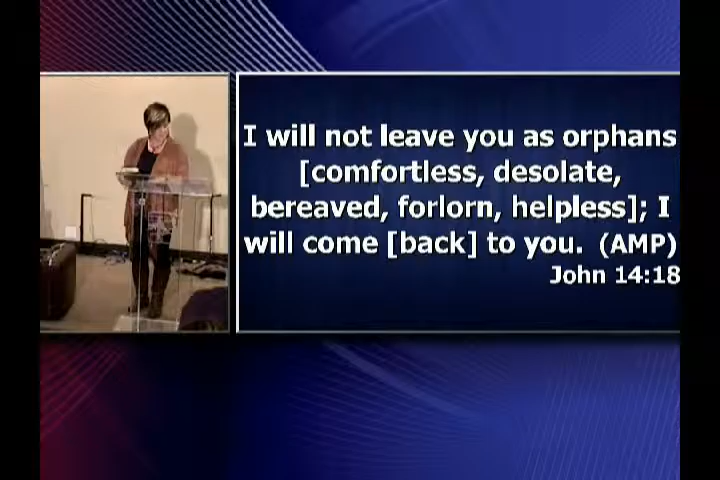 I will not leave you as orphans
[comfortless, desolate,
bereaved, forlorn, helpless]; I
will come [back] to you. (AMP)
John 14:18